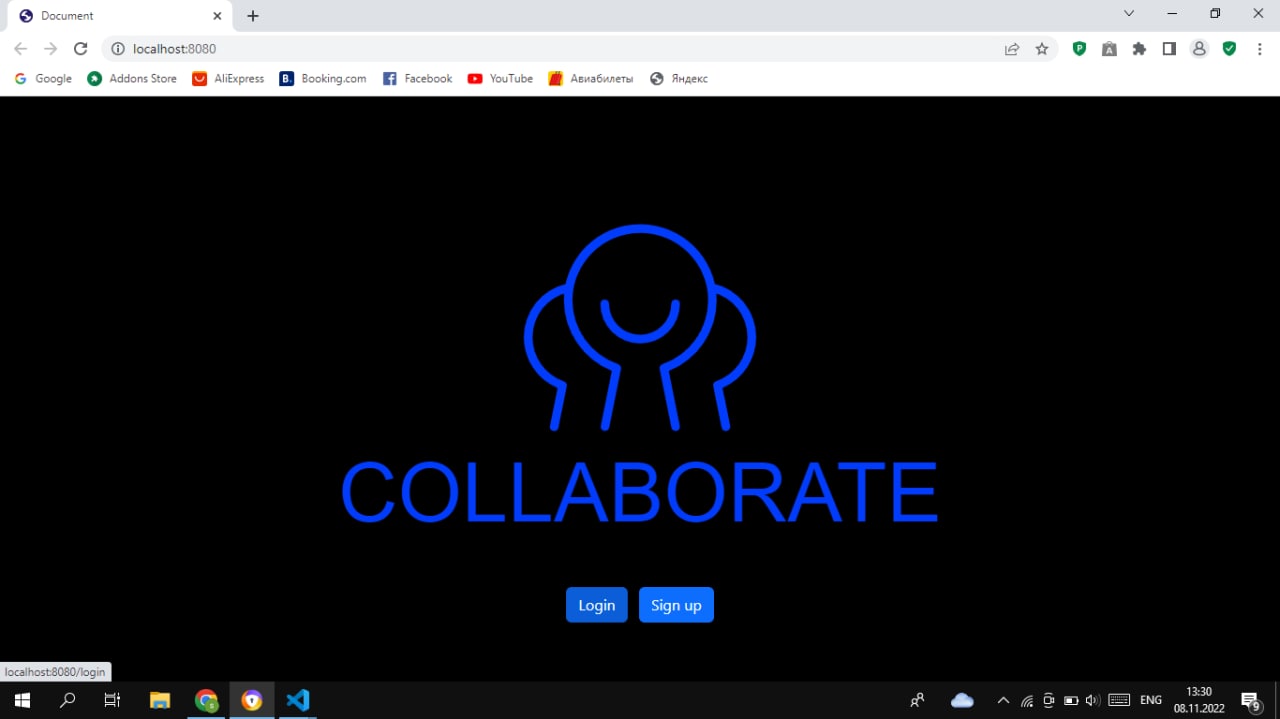 Document
localhost:8080
Google
Addons Store
AliExpress
B.
Booking.com
Facebook
YouTube
Авиабилеты
Яндекс
COLLABORATE
Login
Sign up
localhost:8080/login
ENG
13:30
08.11.2022
9